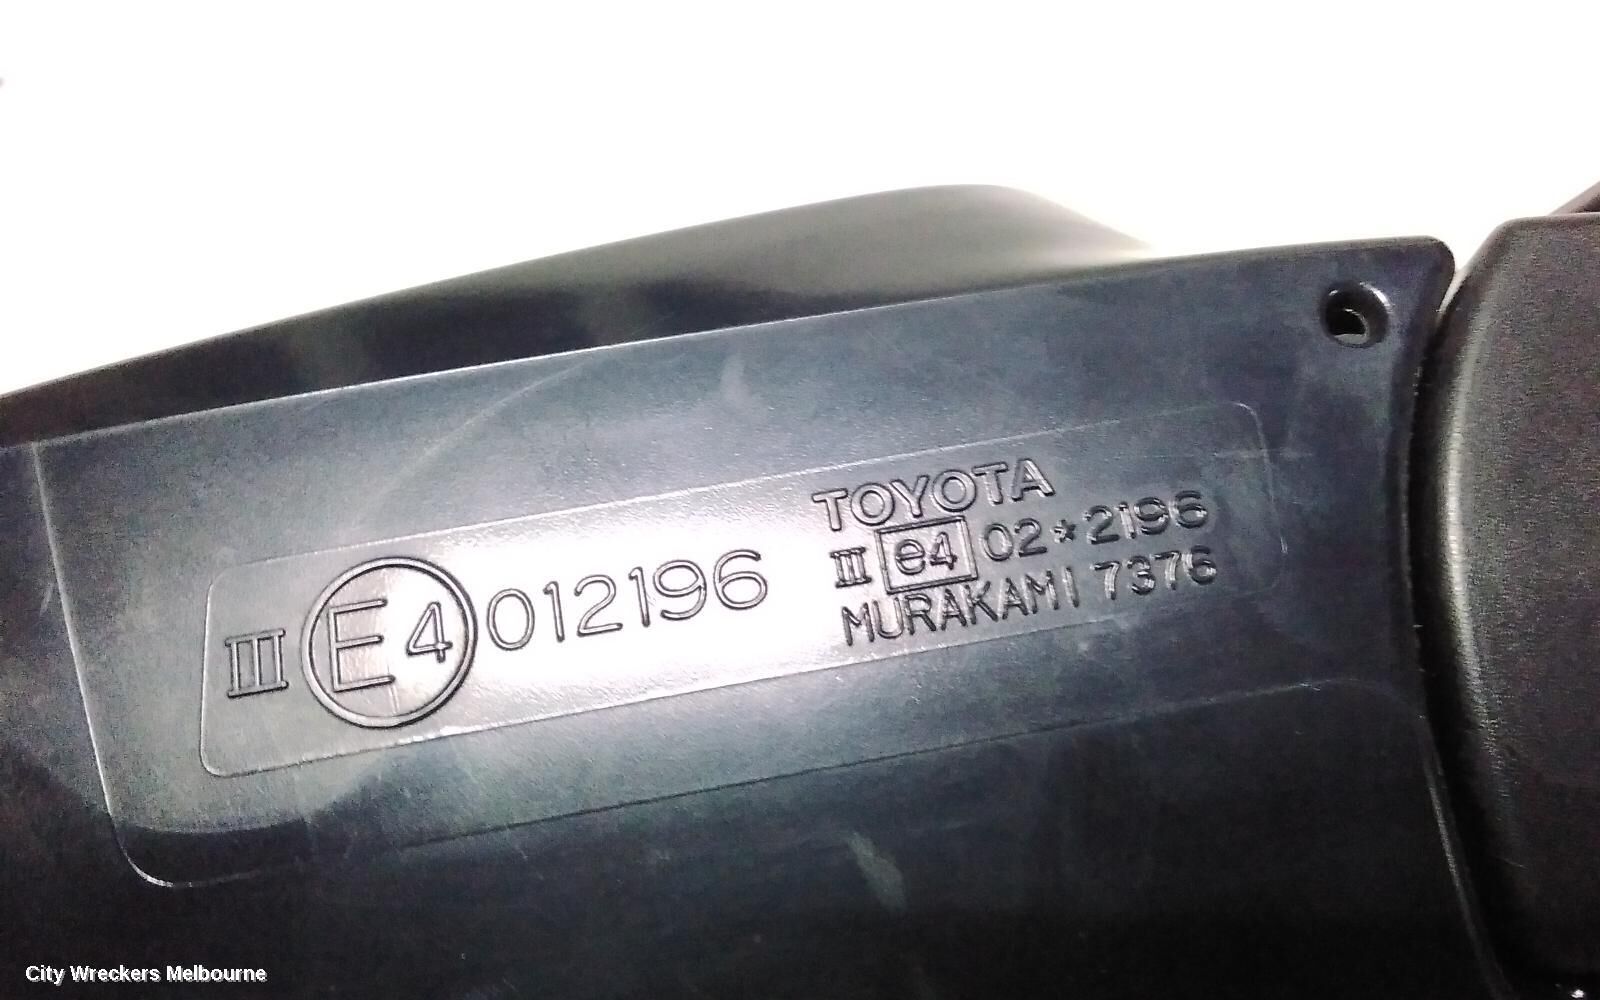 III E4 012196
TOYOTA
III e4 02*2196
MURAKAMI 7376
City Wreckers Melbourne